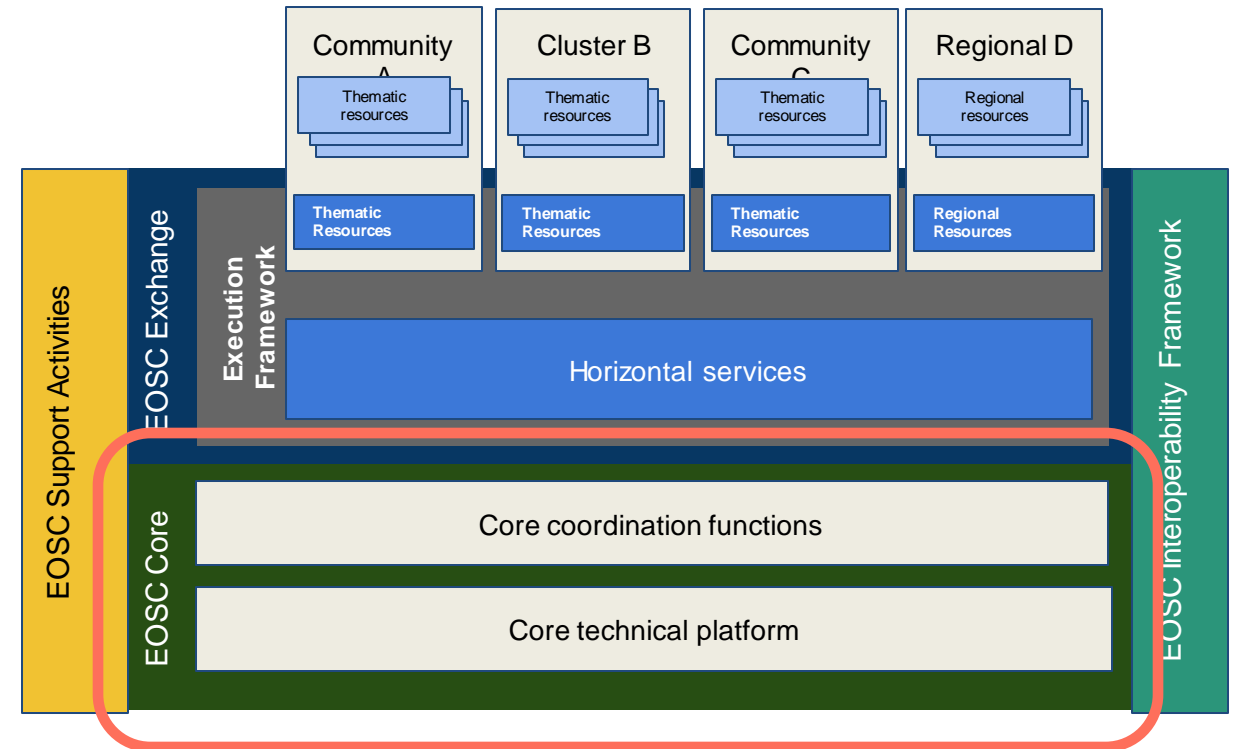 Community
A
Cluster B
Community
C
Regional D
Thematic
resources
Thematic
resources
Thematic
resources
Regional
resources
Thematic
Resources
Thematic
Resources
Thematic
Resources
Regional
Resources
EOSC Support Activities
EOSC Exchange
Execution
Framework
Horizontal services
EOSC Interoperability Framework
EOSC Core
Core coordination functions
Core technical platform